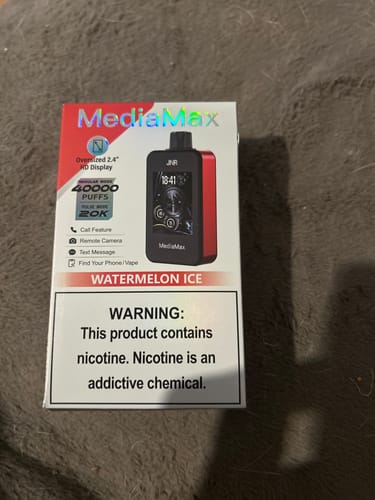 MediaMax
Oversized 2.4"
HD Display
REGULAR MODE
40000
PUFFS
PULSE MODE
20K
Call Feature
Remote Camera
Text Message
Find Your Phone/Vape
JNR
18:41
MediaMax
WATERMELON ICE
WARNING:
This product contains
nicotine. Nicotine is an
addictive chemical.